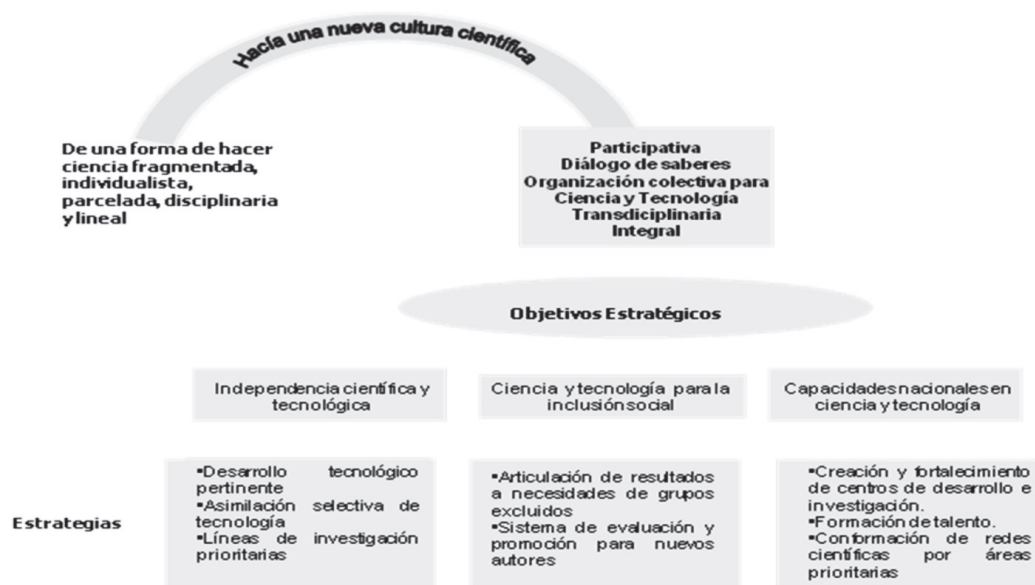 Hacía una nueva cultura científica
De una forma de hacer
ciencia fragmentada,
individualista,
parcelada, disciplinaria
y lineal
Participativa
Diálogo de saberes
Organización colectiva para
Ciencia y Tecnología
Transdiciplinaria
Integral
Objetivos Estratégicos
Independencia científica y
tecnológica
Ciencia y tecnología para la
inclusión social
Capacidades nacionales en
ciencia y tecnología
Estrategias
▪Desarrollo tecnológico
pertinente
▪Asimilación selectiva de
tecnología
▪Líneas de investigación
prioritarias
▪Articulación de resultados
a necesidades de grupos
excluidos
▪Sistema de evaluación y
promoción para nuevos
autores
▪Creación y fortalecimiento
de centros de desarrollo e
investigación.
▪Formación de talento.
▪Conformación de redes
científicas por áreas
prioritarias